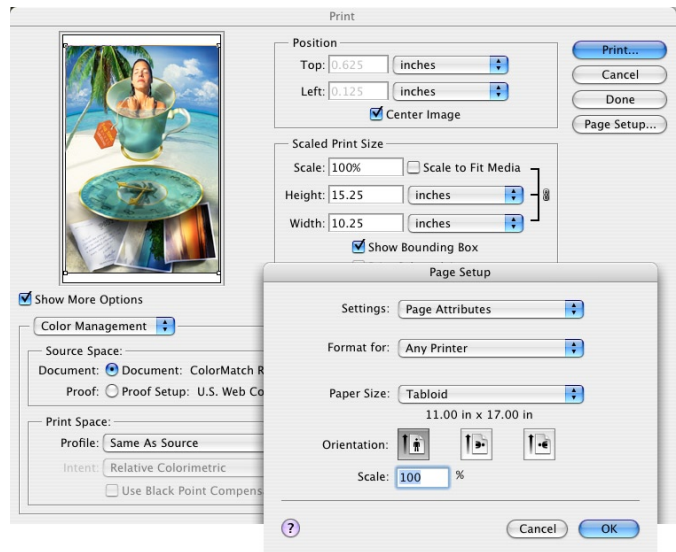 Print
Position
Top: 0.625 inches
Left: 0.125 inches
Center Image
Print...
Cancel
Done
Page Setup...
Scaled Print Size
Scale: 100% Scale to Fit Media
Height: 15.25 inches
Width: 10.25 inches
Show Bounding Box
Show More Options
Color Management
Source Space:
Document: Document: ColorMatch R
Proof: Proof Setup: U.S. Web Co
Print Space:
Profile: Same As Source
Intent: Relative Colorimetric
Use Black Point Compens
Page Setup
Settings: Page Attributes
Format for: Any Printer
Paper Size: Tabloid
11.00 in x 17.00 in
Orientation:
Scale: 100 %
?
Cancel
OK